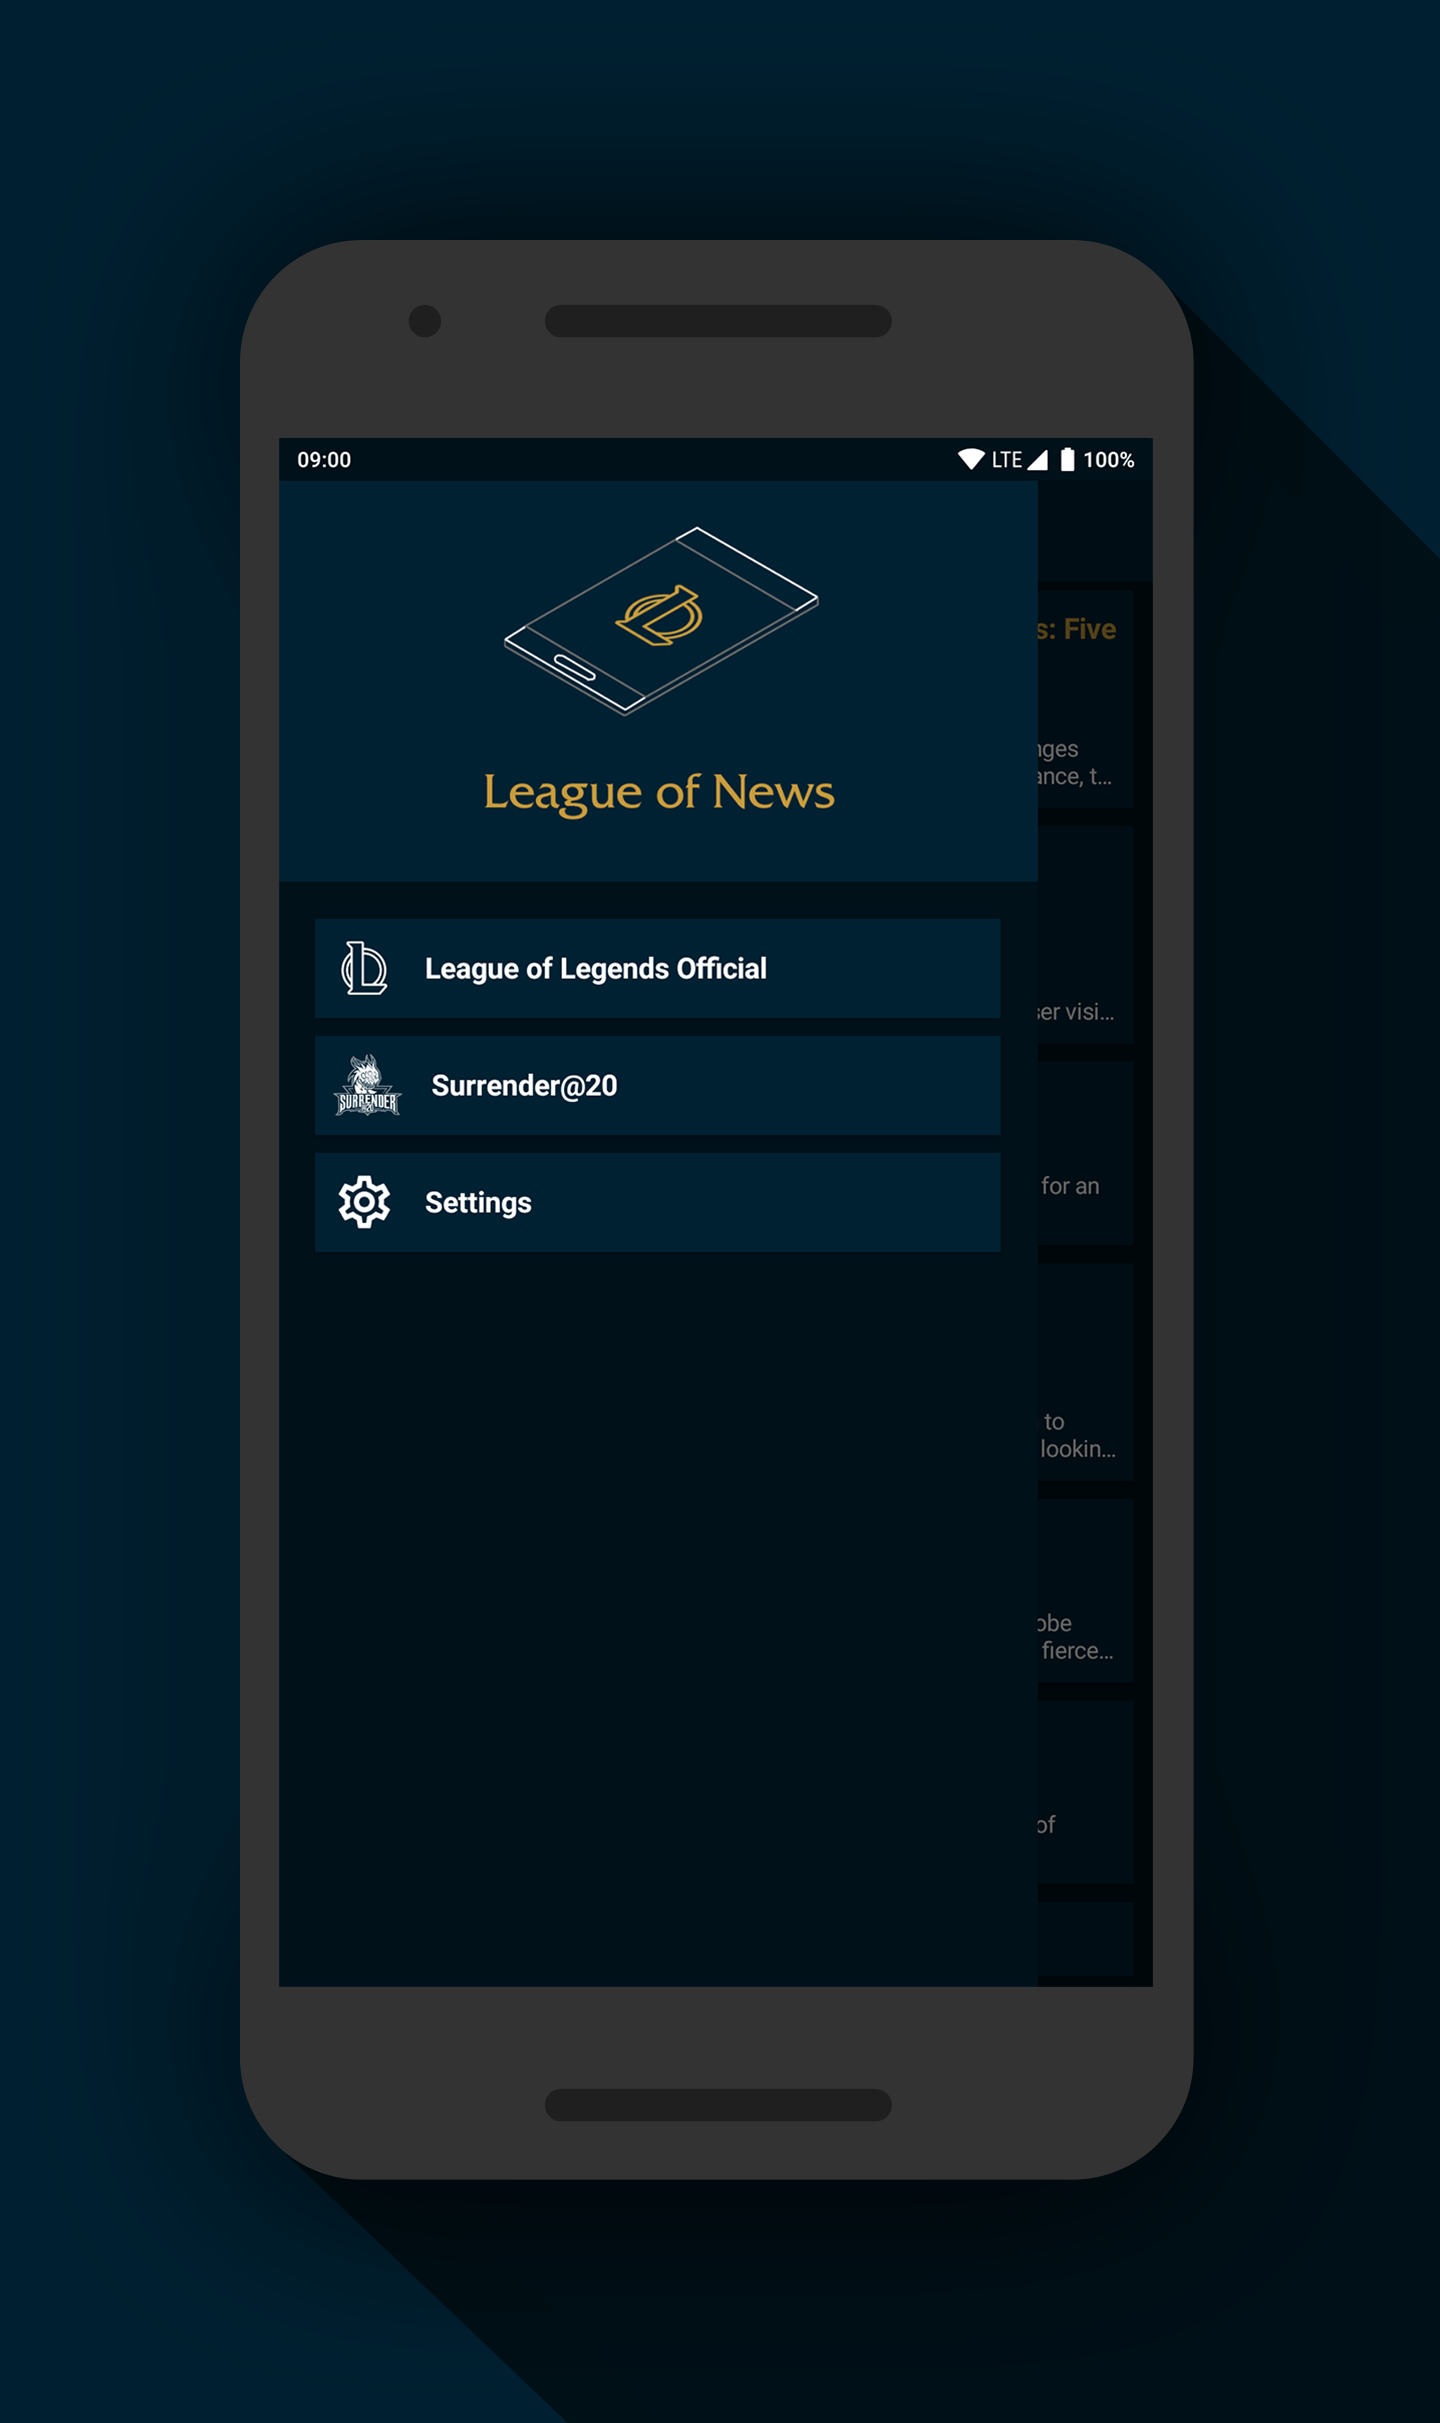 09:00 LTE 100%
League of News
League of Legends Official
SURRENDER
Surrender@20
Settings
s: Five
nges
ance, t...
ser visi...
for an
to
lookin...
obe
fierce...
of